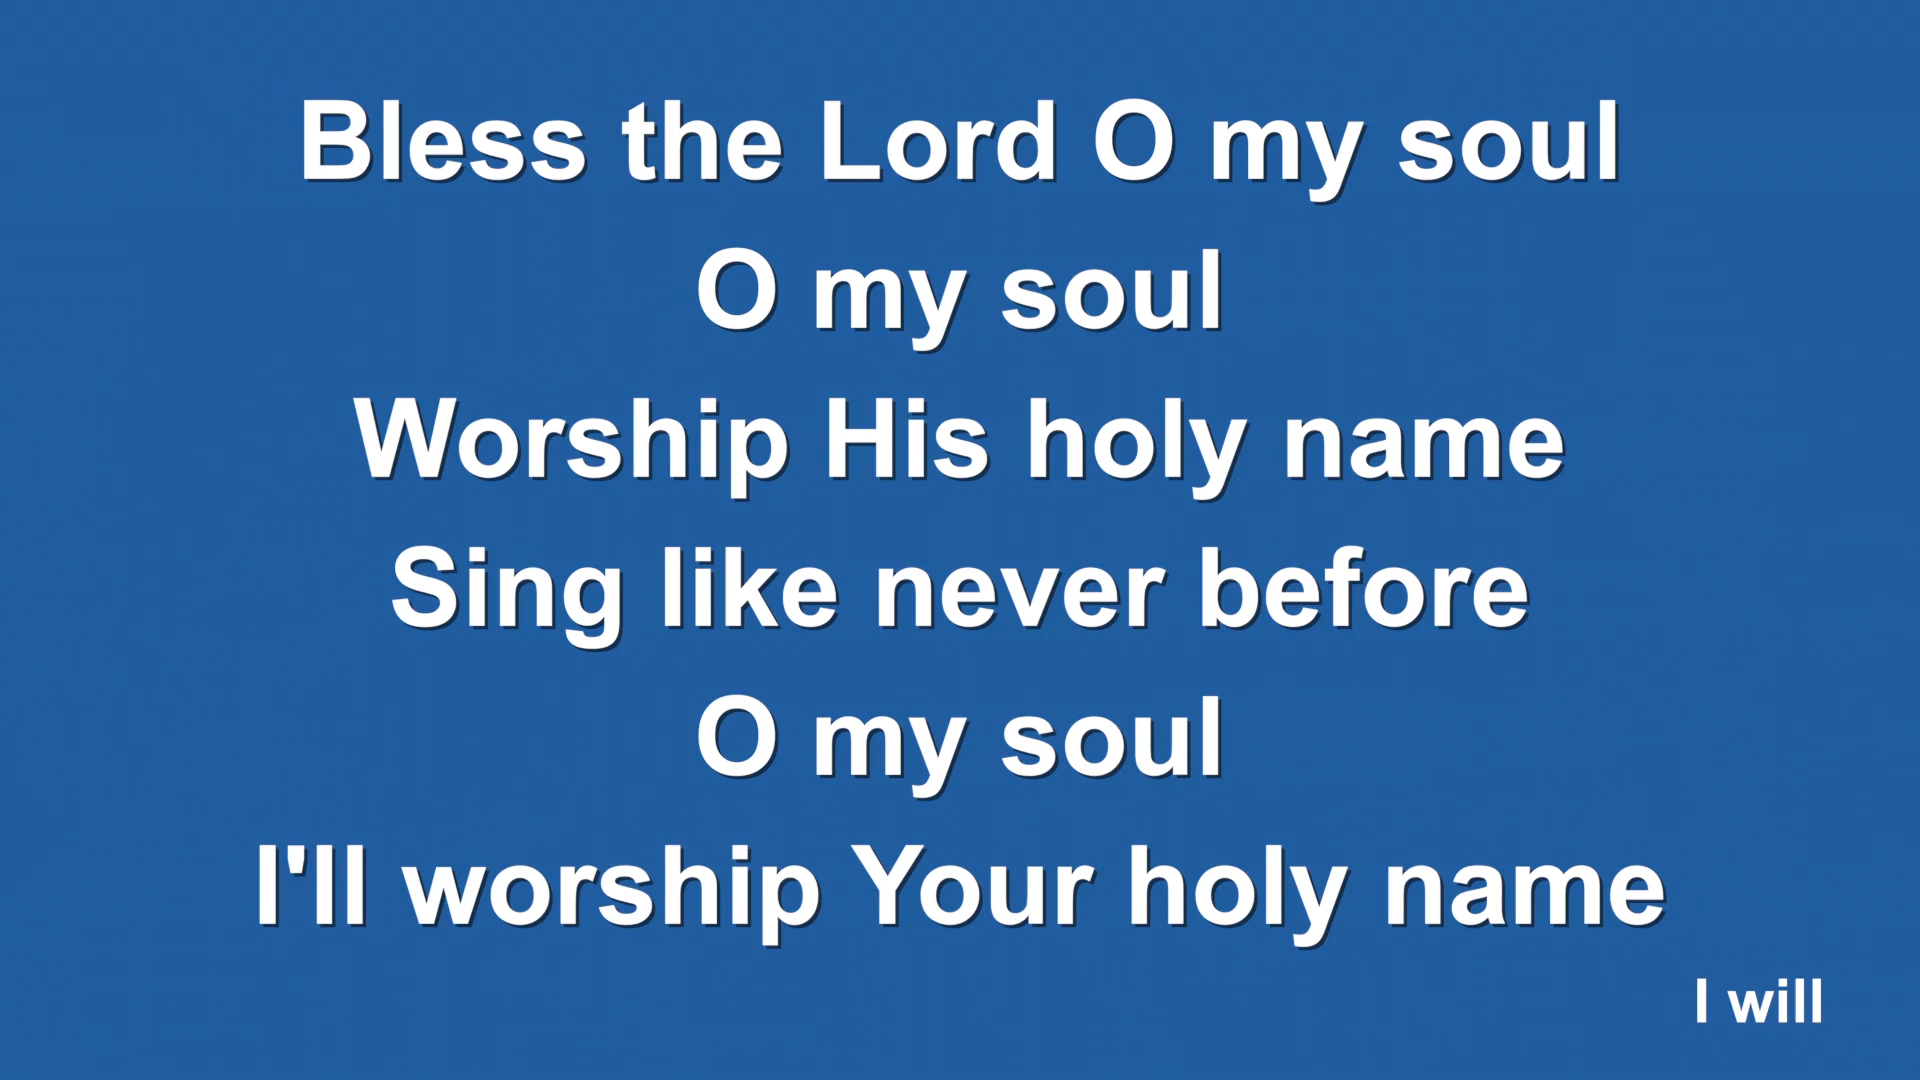 Bless the Lord O my soul
O my soul
Worship His holy name
Sing like never before
O my soul
I'll worship Your holy name
I will